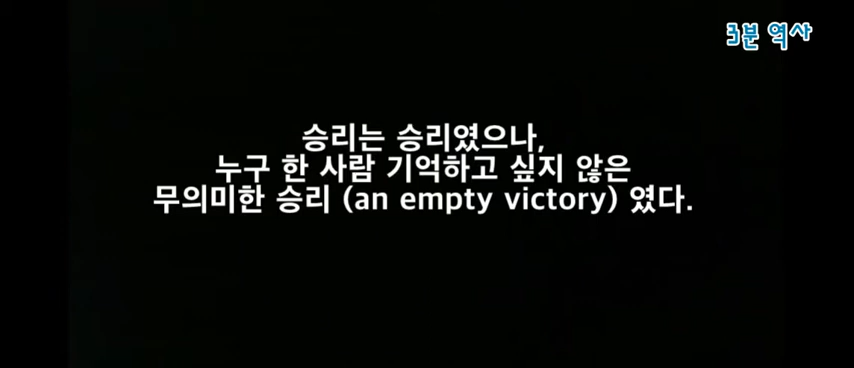 3분 역사
승리는 승리였으나,
누구 한 사람 기억하고 싶지 않은
무의미한 승리 (an empty victory) 였다.